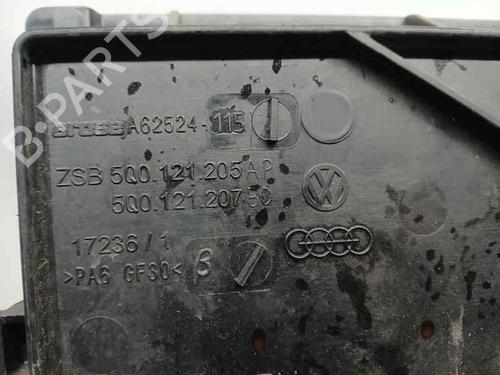 B-PARTS
brose A62524-115
ZSB 5Q0.121.205 AP
5Q0.121.207
17236/1
>PA6 GF30< B